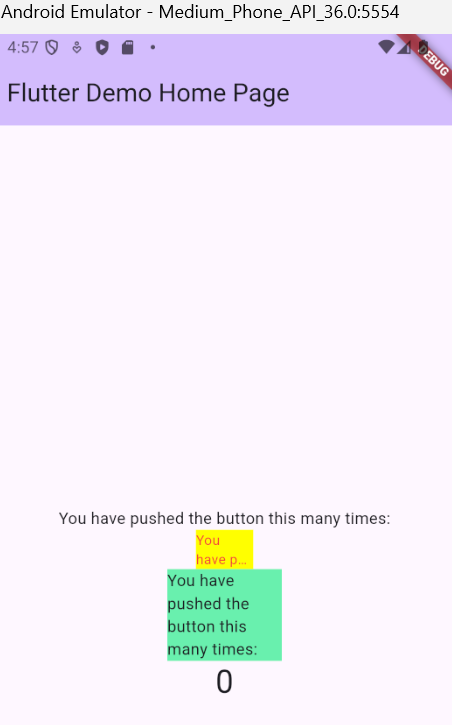 Android Emulator - Medium_Phone_API_36.0:5554
4:57
DEBUG
Flutter Demo Home Page
You have pushed the button this many times:
You
have p...
You have
pushed the
button this
many times:
0